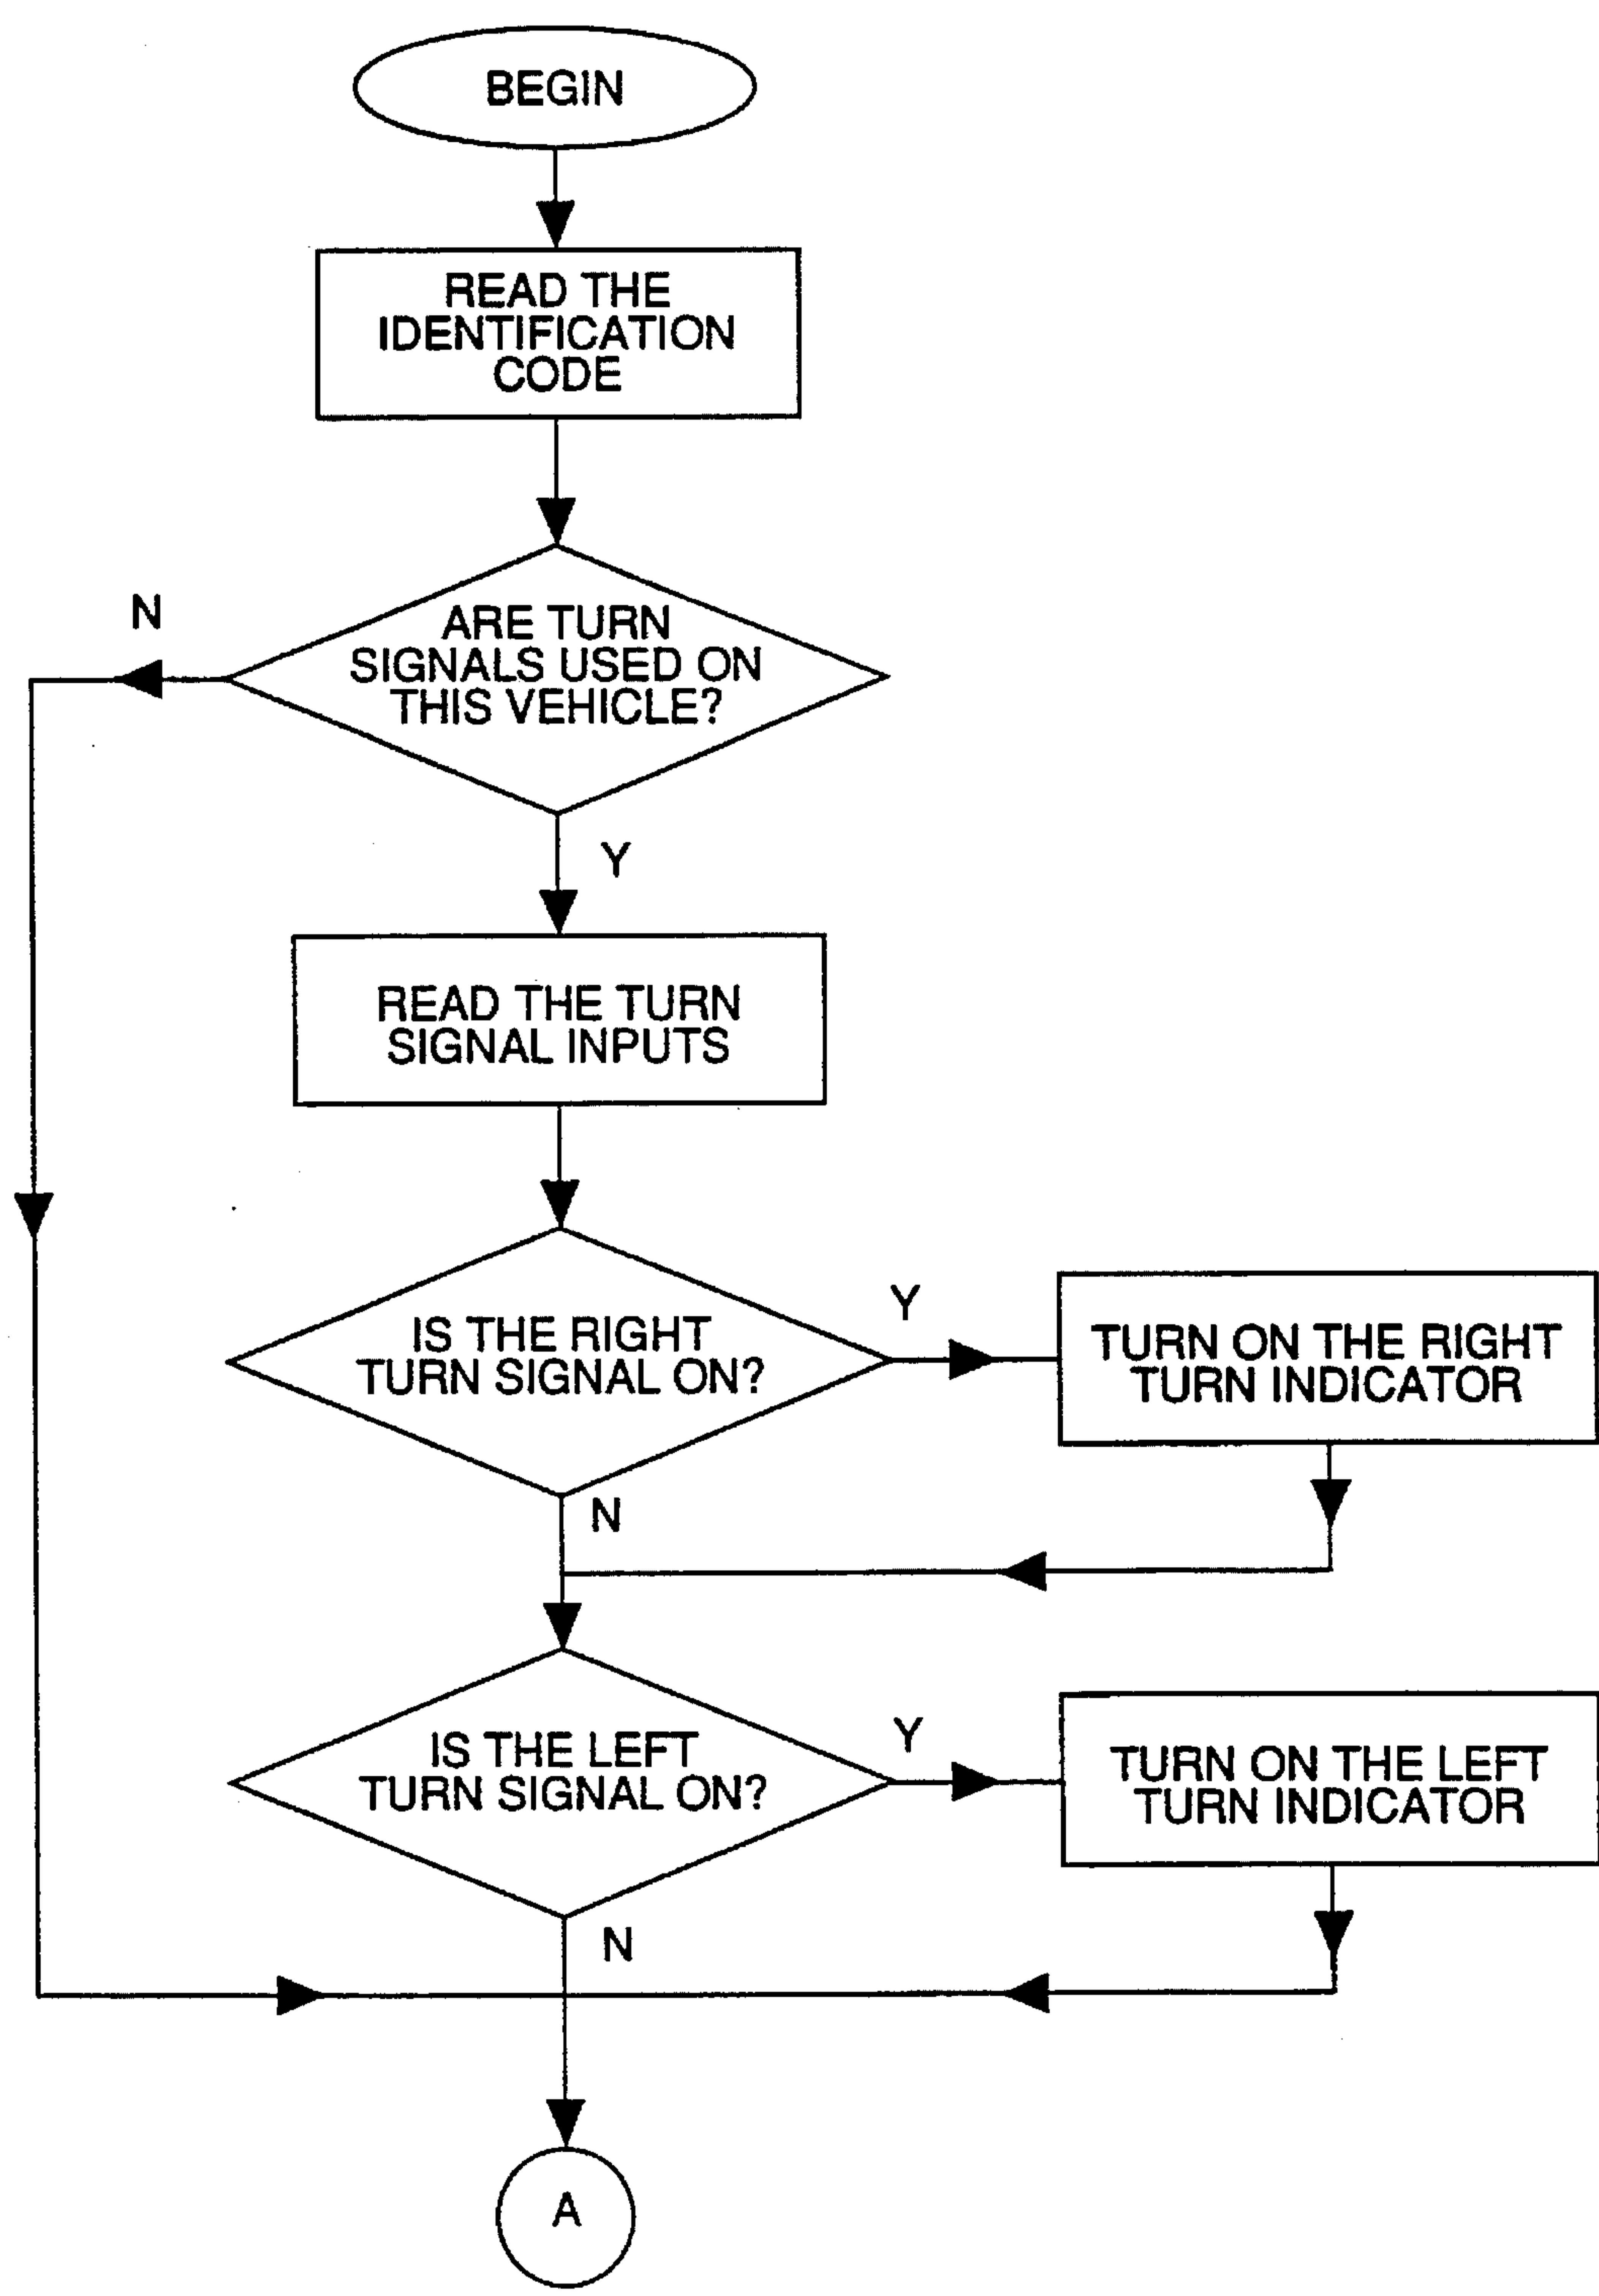 BEGIN
READ THE
IDENTIFICATION
CODE
N
ARE TURN
SIGNALS USED ON
THIS VEHICLE?
Y
READ THE TURN
SIGNAL INPUTS
IS THE RIGHT
TURN SIGNAL ON?
Y
TURN ON THE RIGHT
TURN INDICATOR
N
IS THE LEFT
TURN SIGNAL ON?
Y
TURN ON THE LEFT
TURN INDICATOR
N
A